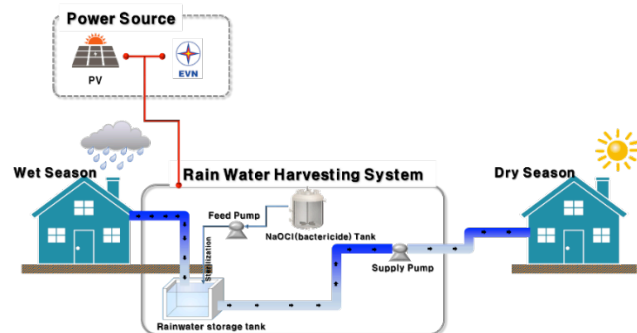 Power Source
PV
EVN
Wet Season
Rain Water Harvesting System
Dry Season
Feed Pump
NaOCl(bactericide) Tank
Sterilization
Supply Pump
Rainwater storage tank